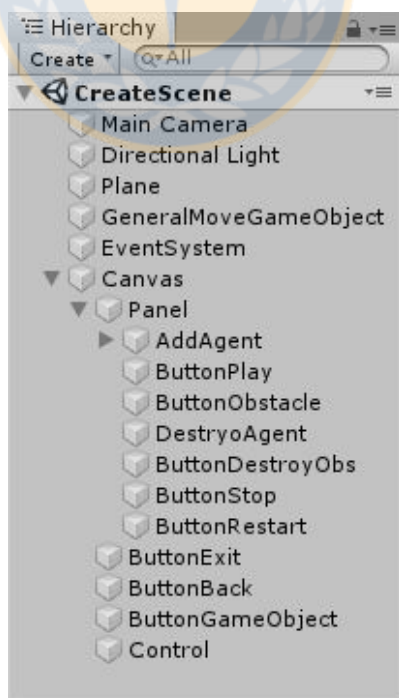 Hierarchy
Create All
CreateScene
Main Camera
Directional Light
Plane
GeneralMoveGameObject
EventSystem
Canvas
Panel
AddAgent
ButtonPlay
ButtonObstacle
DestryoAgent
ButtonDestroyObs
ButtonStop
ButtonRestart
ButtonExit
ButtonBack
ButtonGameObject
Control